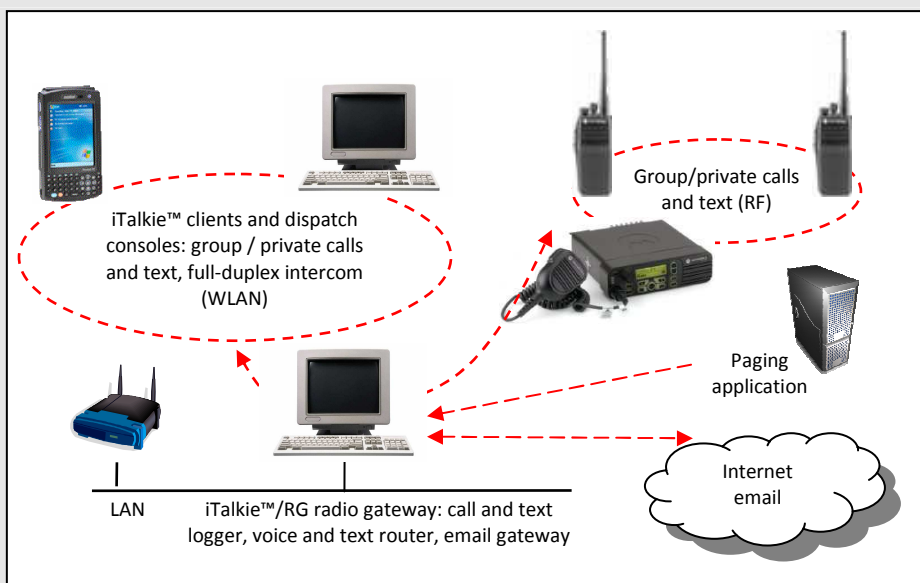 Group/private calls
and text (RF)
iTalkie™ clients and dispatch
consoles: group / private calls
and text, full-duplex intercom
(WLAN)
Paging
application
Internet
email
LAN
iTalkie™/RG radio gateway: call and text
logger, voice and text router, email gateway